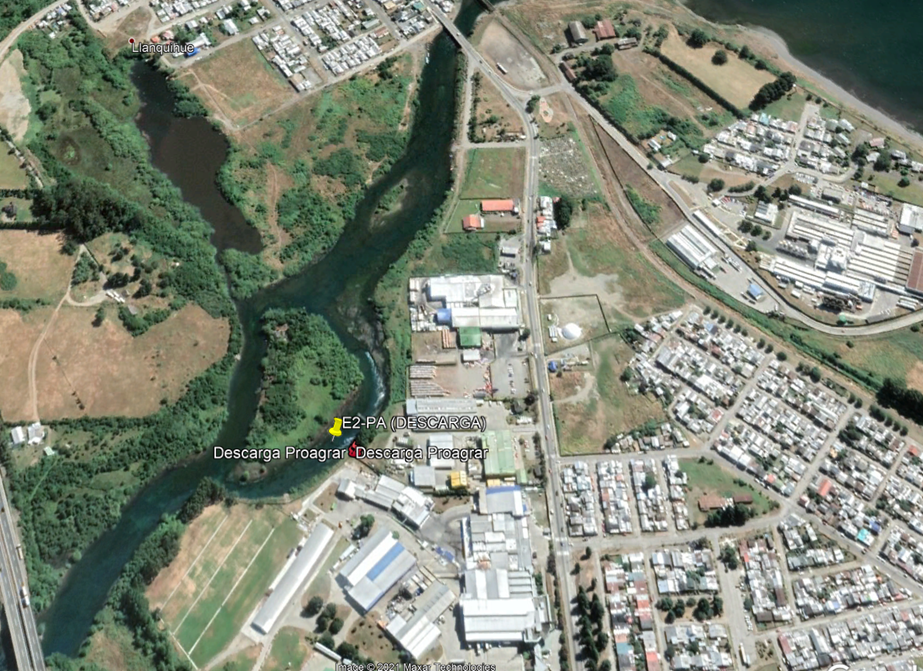 Llanquihue
E2-PA (DESCARGA)
Descarga Proagrar Descarga Proagrar
Image © 2021 Maxar Technologies